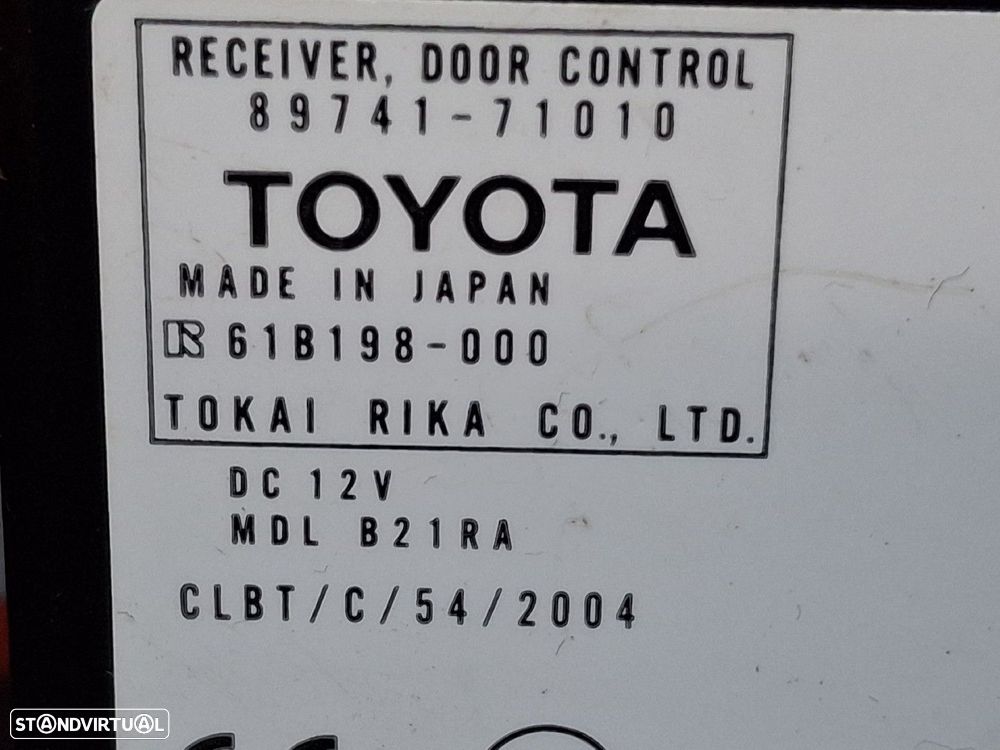 RECEIVER, DOOR CONTROL
89741-71010
TOYOTA
MADE IN JAPAN
61B198-000
TOKAI RIKA CO., LTD.
DC 12V
MDL B21RA
CLBT/C/54/2004
STANDVIRTUAL